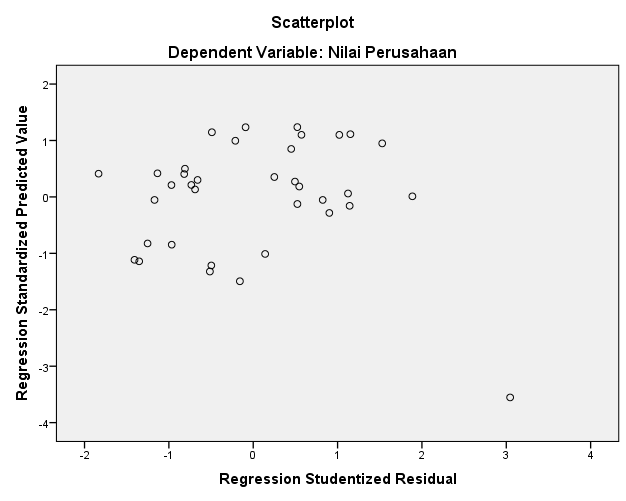 Scatterplot
Dependent Variable: Nilai Perusahaan
Regression Standardized Predicted Value
2
1
0
-1
-2
-3
-4
-2 -1 0 1 2 3 4
Regression Studentized Residual